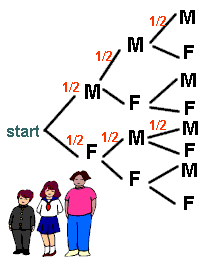 1/2 M
M
1/2 F
M
1/2 M F F
start 1/2 M
1/2 1/2 M
F F
M
F
F